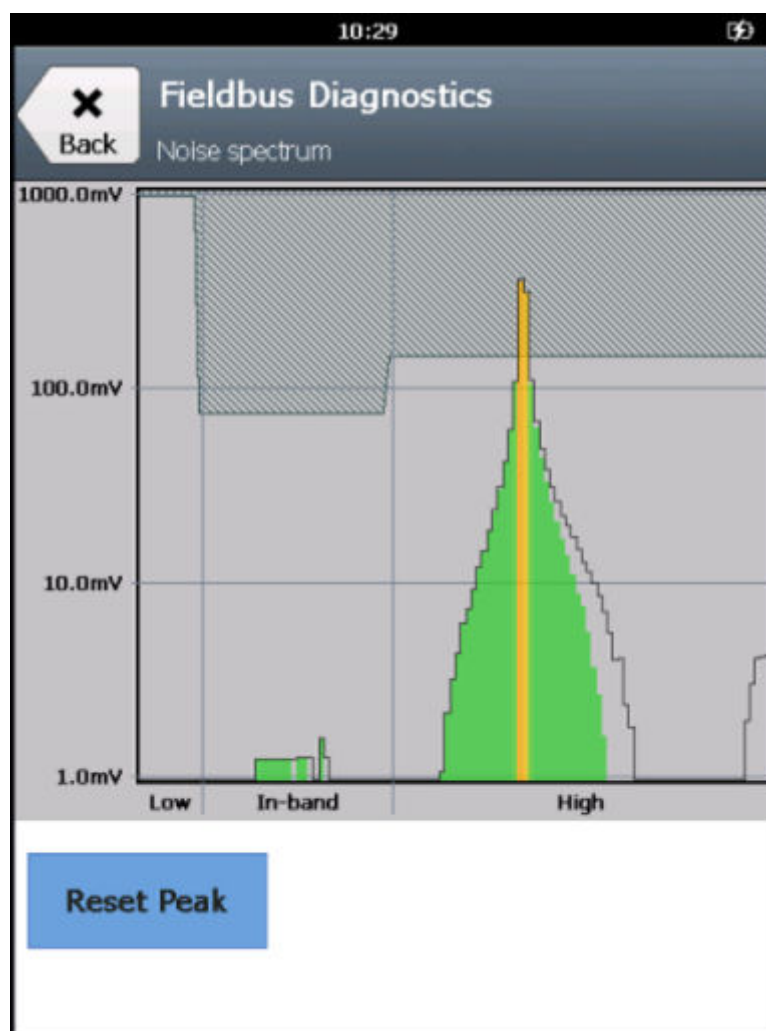 10:29
Back
Fieldbus Diagnostics
Noise spectrum
1000.0mV
100.0mV
10.0mV
1.0mV
Low In-band High
Reset Peak